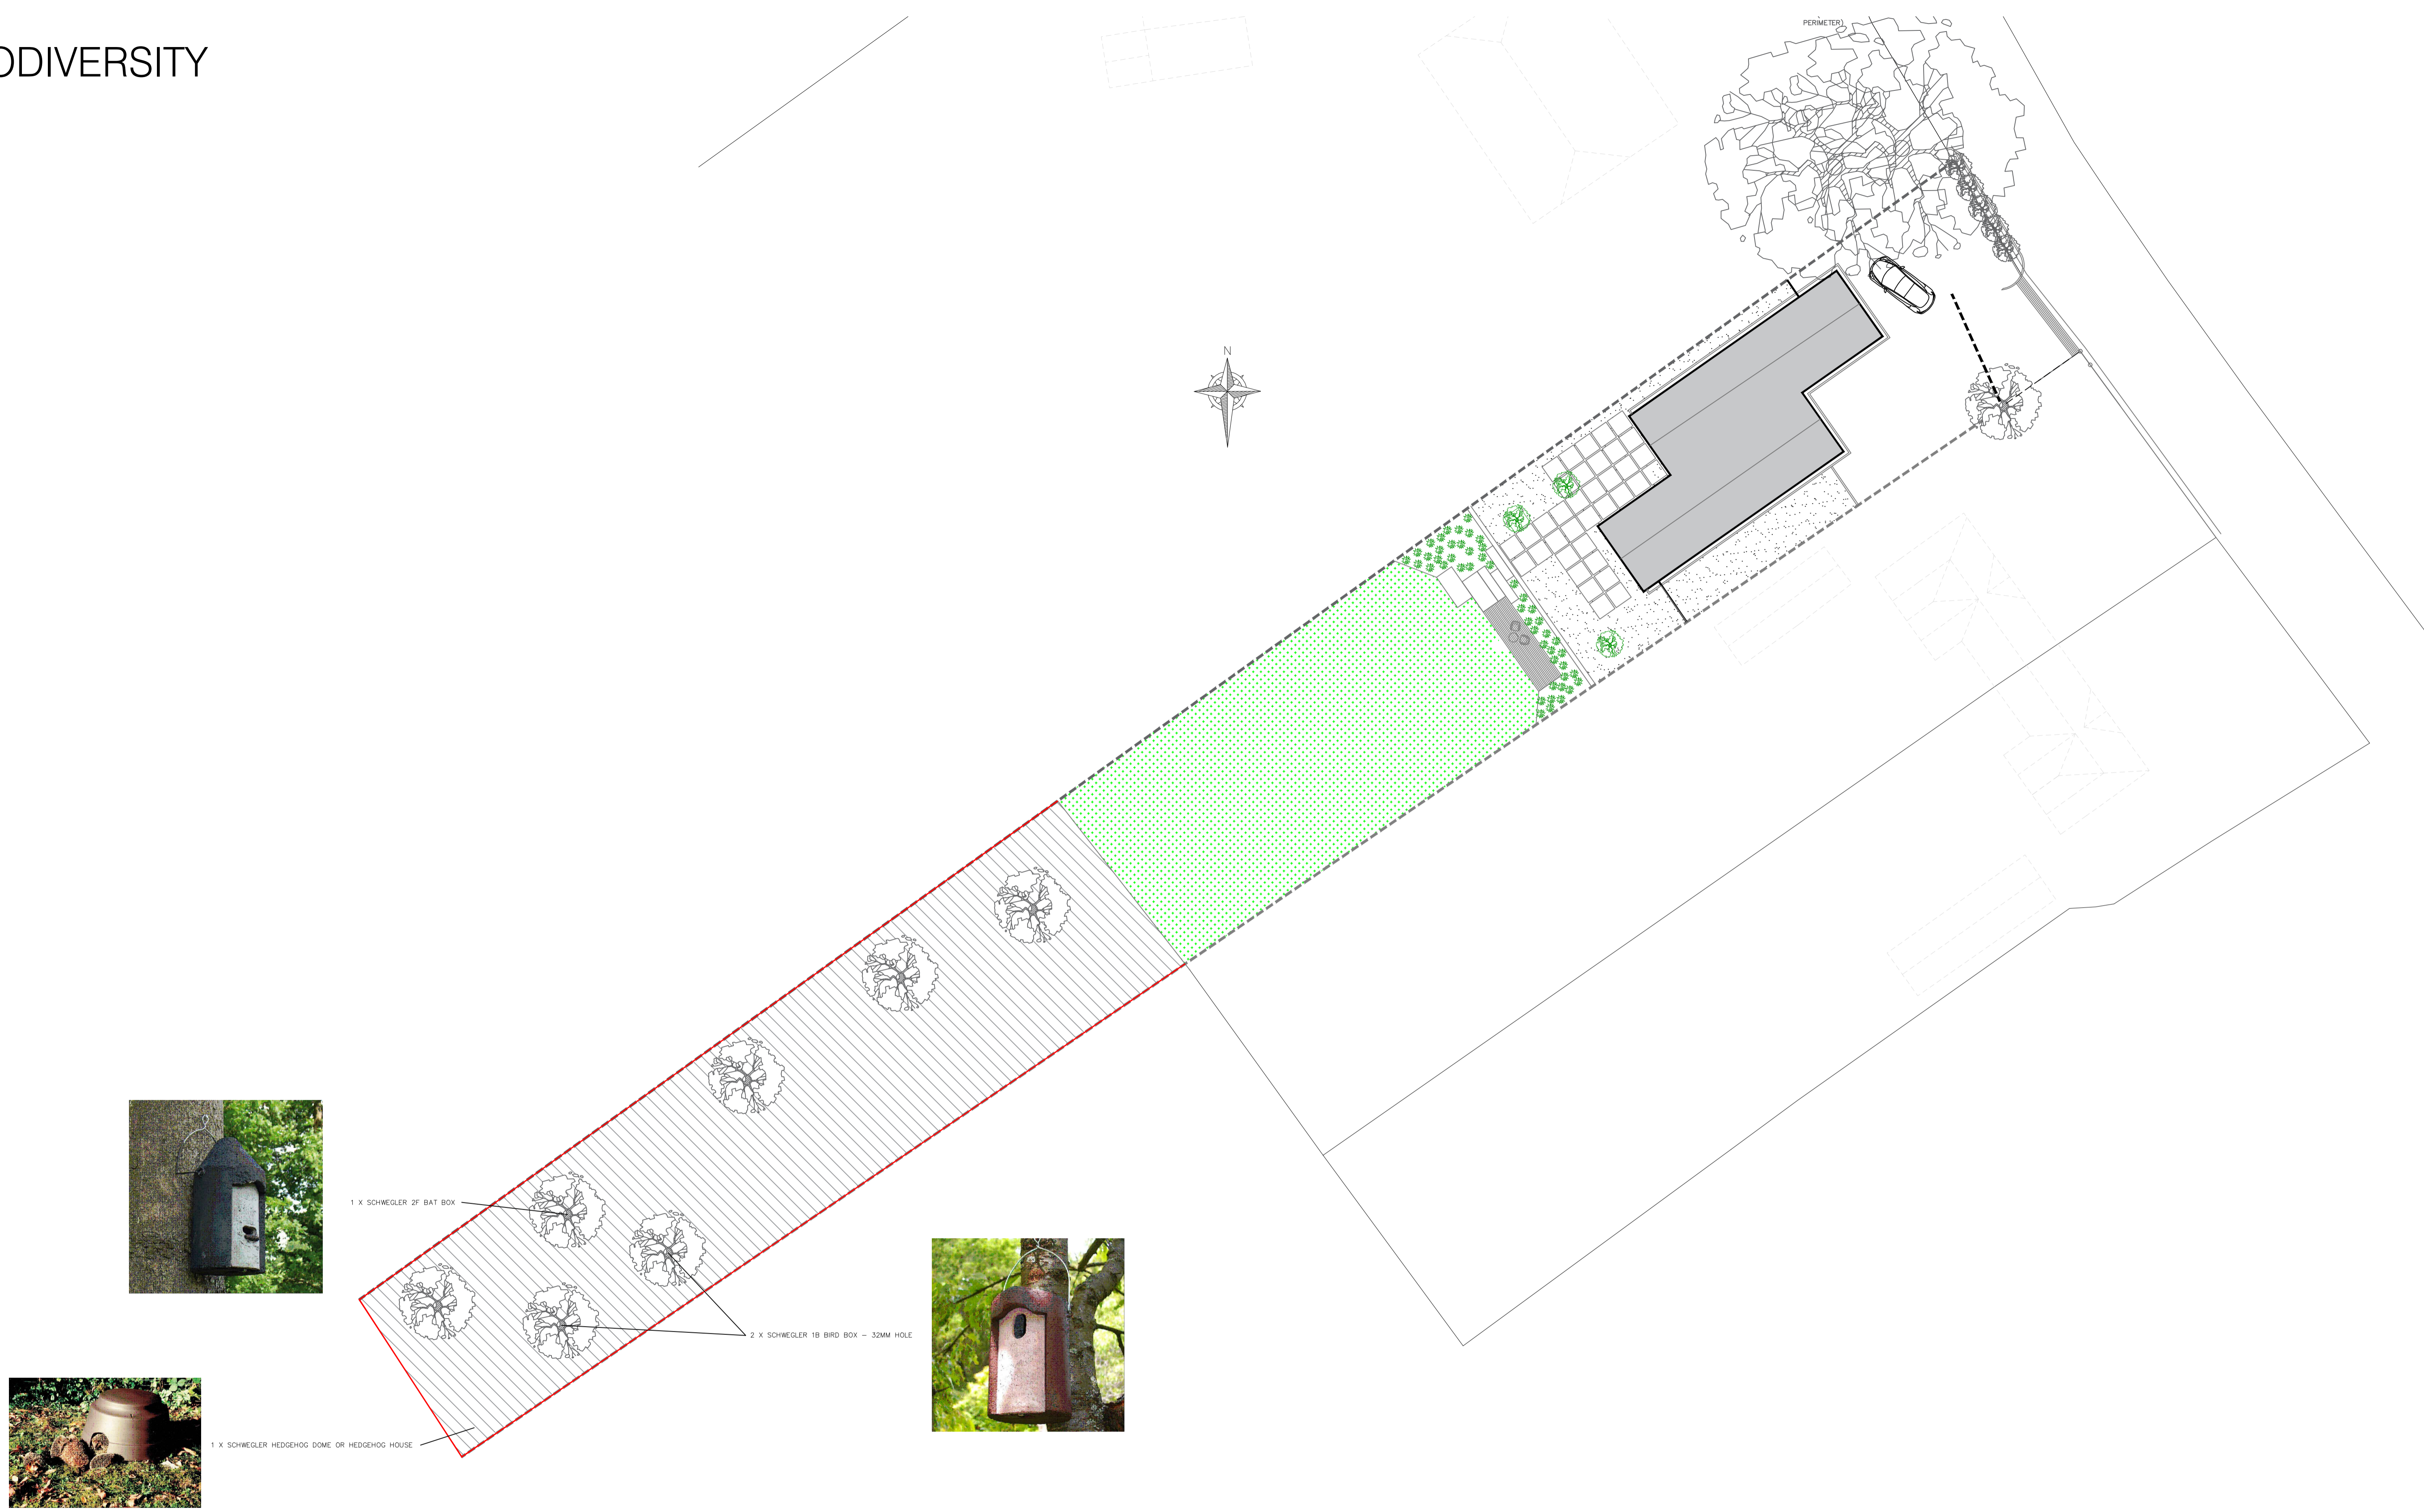 PERIMETER)
ODIVERSITY
N
1 X SCHWEGLER 2F BAT BOX
2 X SCHWEGLER 1B BIRD BOX – 32MM HOLE
1 X SCHWEGLER HEDGEHOG DOME OR HEDGEHOG HOUSE